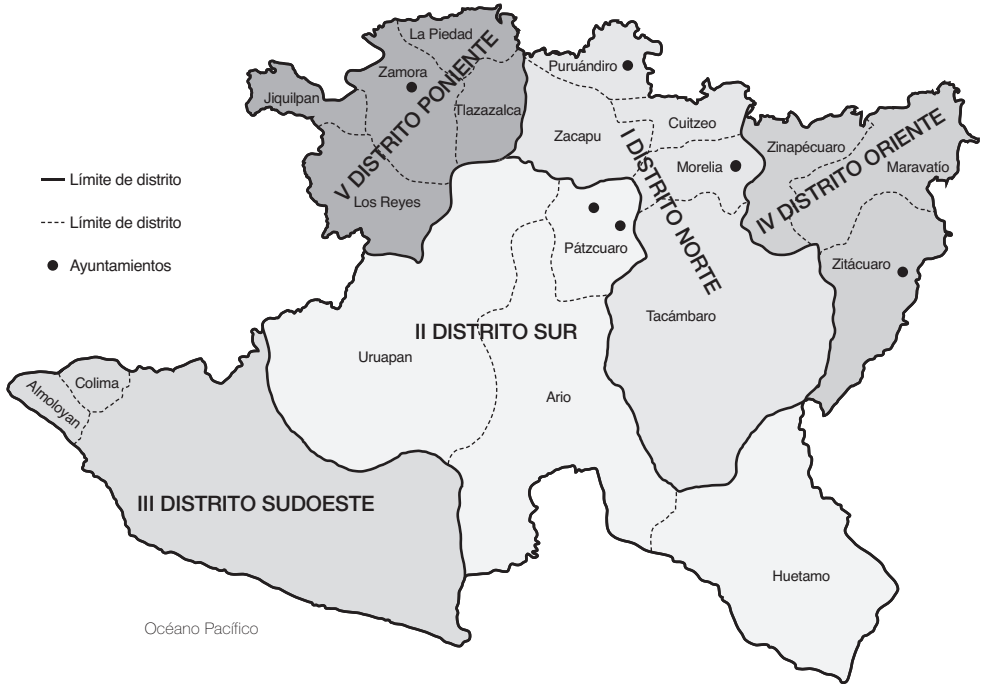 La Piedad
Zamora
Jiquilpan
Tlazazalca
V DISTRITO PONIENTE
Los Reyes
Puruándiro
Zacapu
Cuitzeo
Morelia
I DISTRITO NORTE
Tacámbaro
Zinapécuaro
Maravatío
IV DISTRITO ORIENTE
Zitácuaro
Límite de distrito
Límite de distrito
Ayuntamientos
Pátzcuaro
II DISTRITO SUR
Uruapan
Ario
Colima
Almoloyan
III DISTRITO SUDOESTE
Huetamo
Océano Pacífico